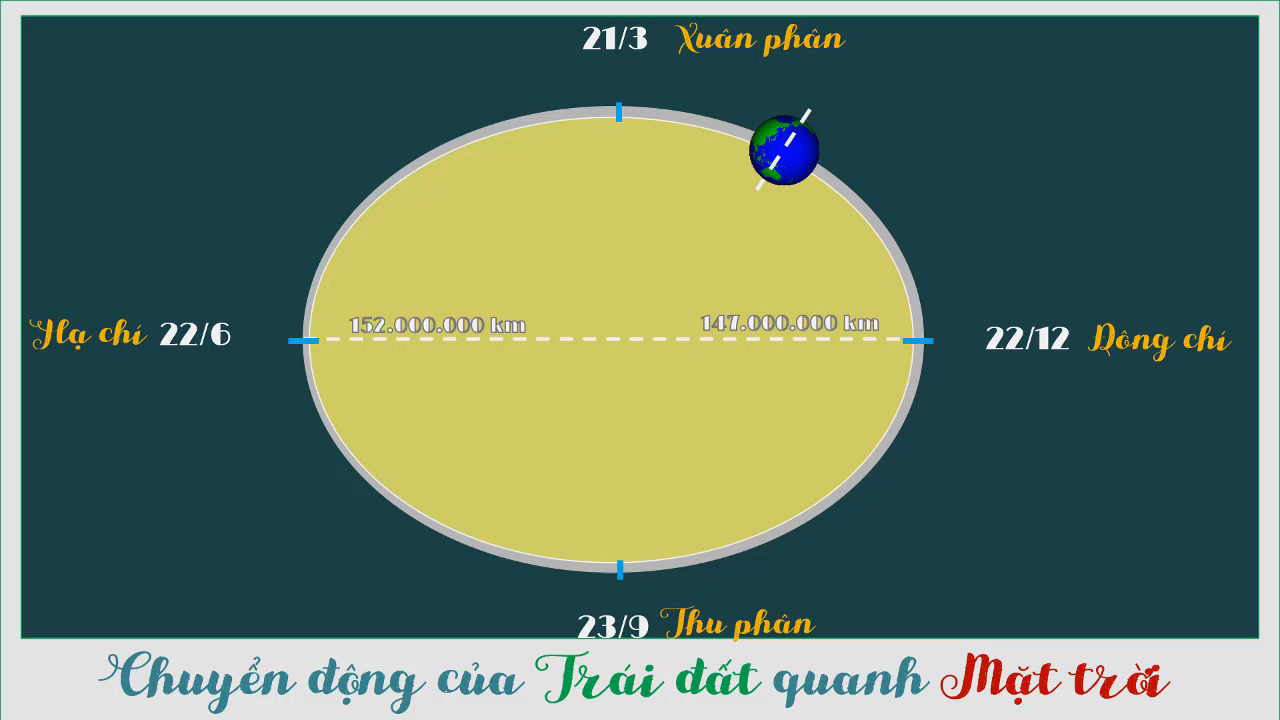 21/3 Xuân phân
152.000.000 km 147.000.000 km
Hạ chí 22/6
22/12 Đông chí
23/9 Thu phân
Chuyển động của Trái đất quanh Mặt trời